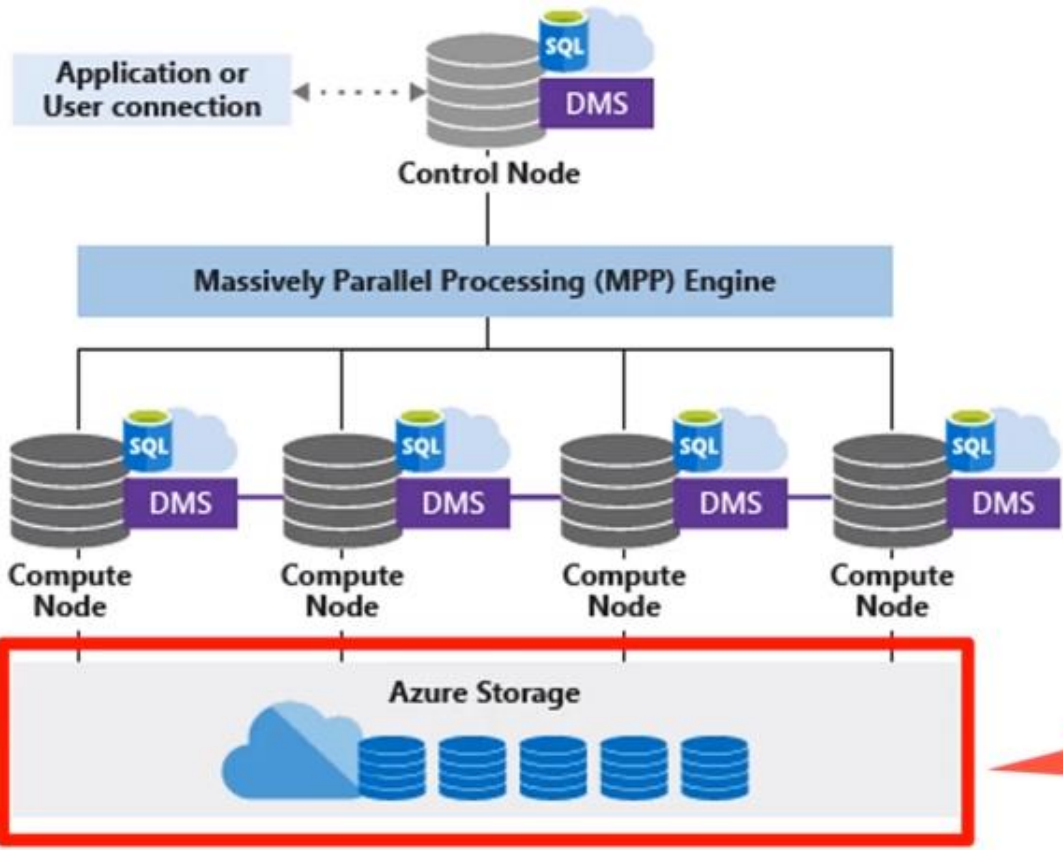 SQL
Application or
User connection
DMS
Control Node
Massively Parallel Processing (MPP) Engine
SQL
SQL
SQL
SQL
DMS
DMS
DMS
DMS
Compute
Node
Compute
Node
Compute
Node
Compute
Node
Azure Storage